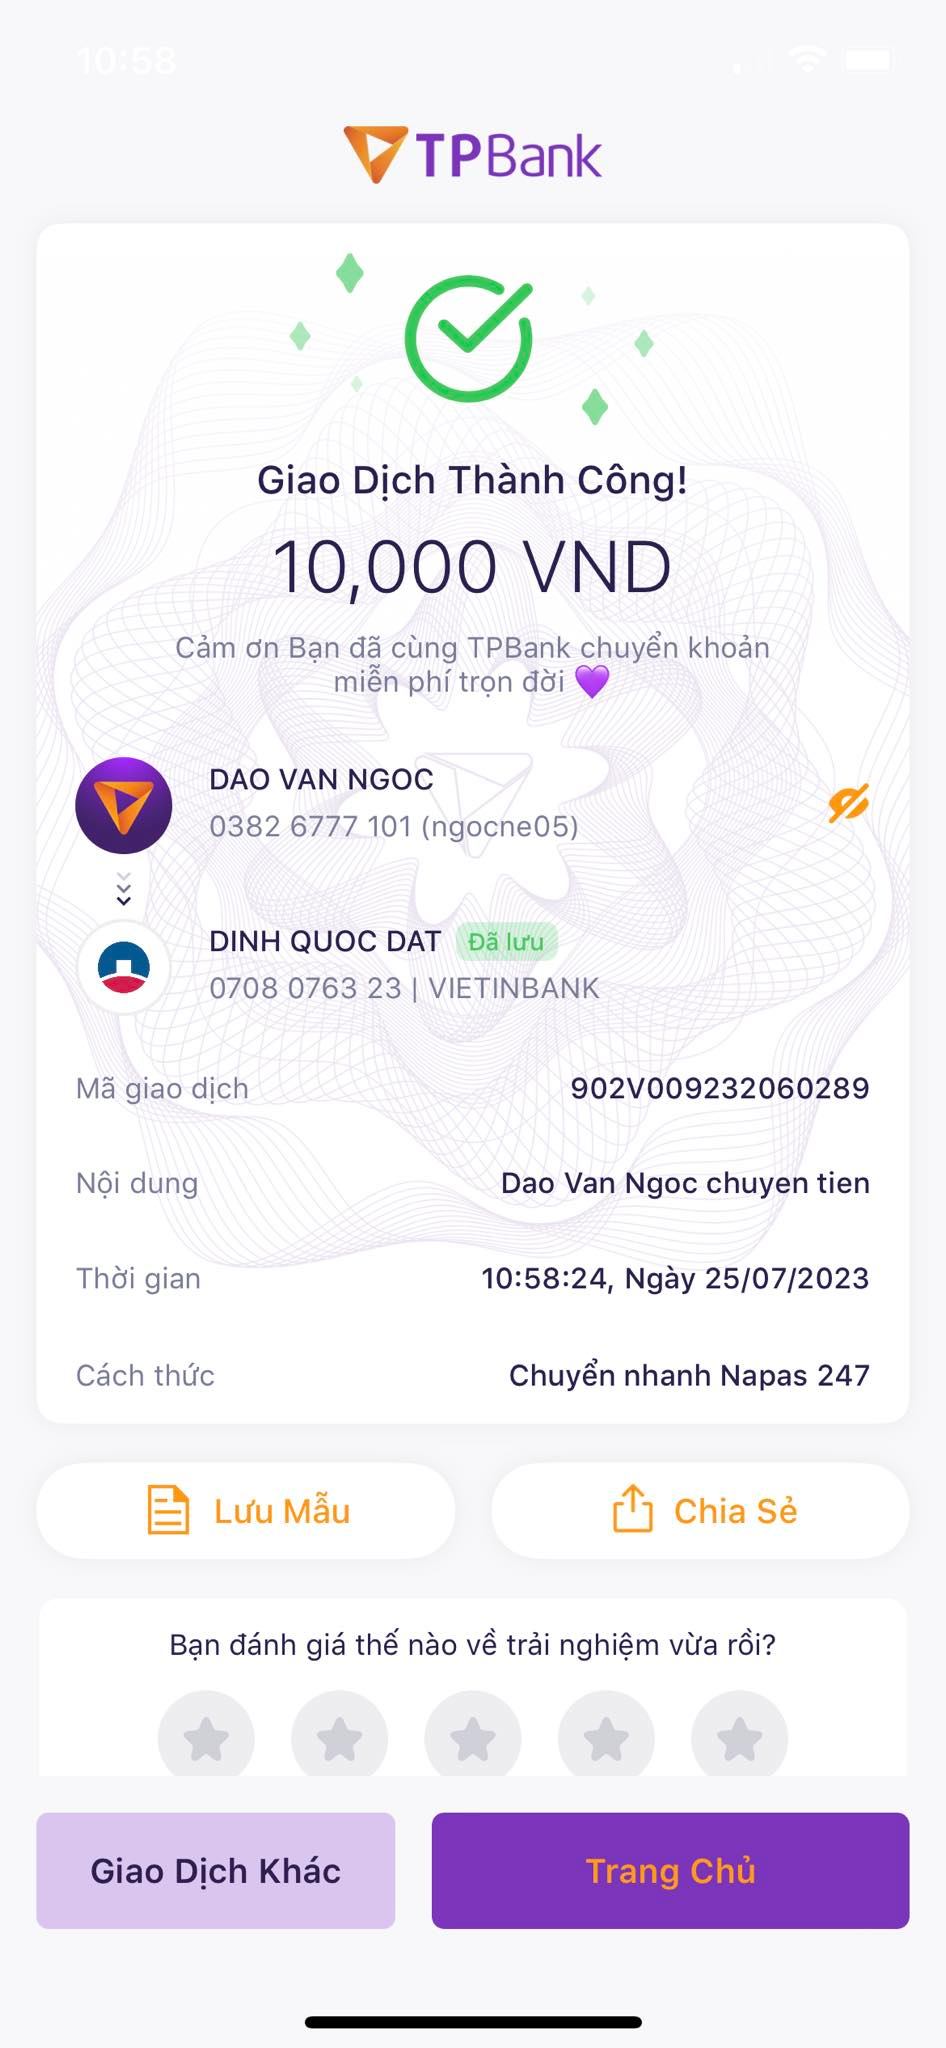 10:58
TPBank
Giao Dịch Thành Công!
10,000 VND
Cảm ơn Bạn đã cùng TPBank chuyển khoản
miễn phí trọn đời 💜
DAO VAN NGOC
0382 6777 101 (ngocne05)
DINH QUOC DAT Đã lưu
0708 0763 23 | VIETINBANK
Mã giao dịch 902V009232060289
Nội dung Dao Van Ngoc chuyen tien
Thời gian 10:58:24, Ngày 25/07/2023
Cách thức Chuyển nhanh Napas 247
Lưu Mẫu Chia Sẻ
Bạn đánh giá thế nào về trải nghiệm vừa rồi?
Giao Dịch Khác Trang Chủ